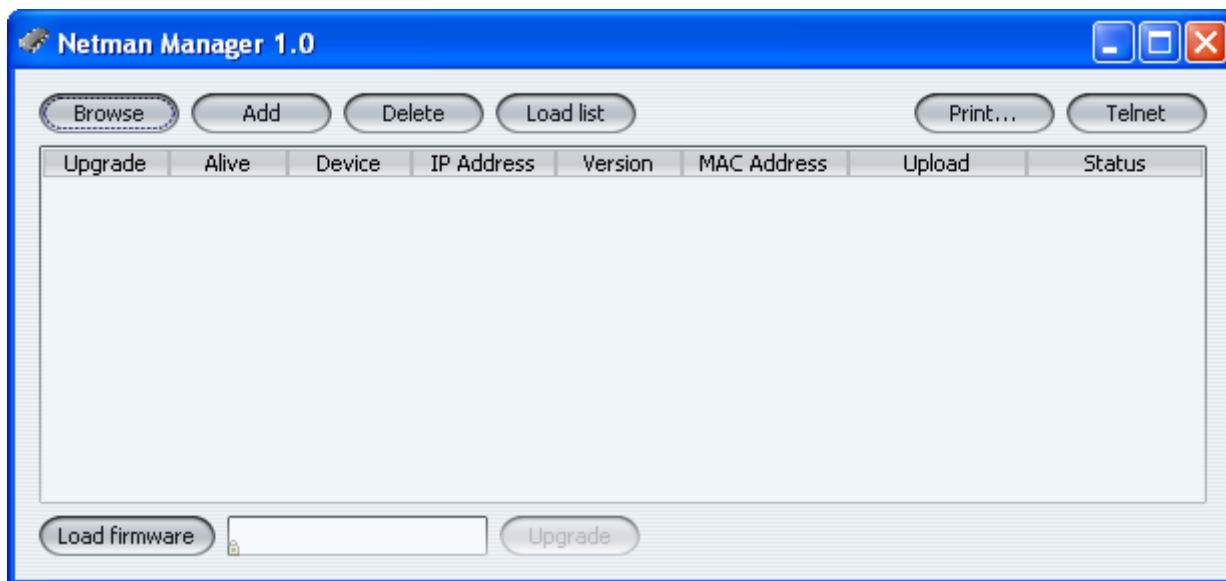 Netman Manager 1.0
Browse Add Delete Load list Print... Telnet
Upgrade Alive Device IP Address Version MAC Address Upload Status
Load firmware Upgrade